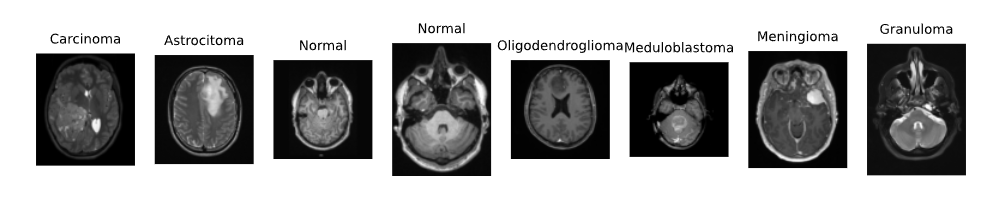 Carcinoma
Astrocitoma
Normal
Normal
Oligodendroglioma
Meduloblastoma
Meningioma
Granuloma